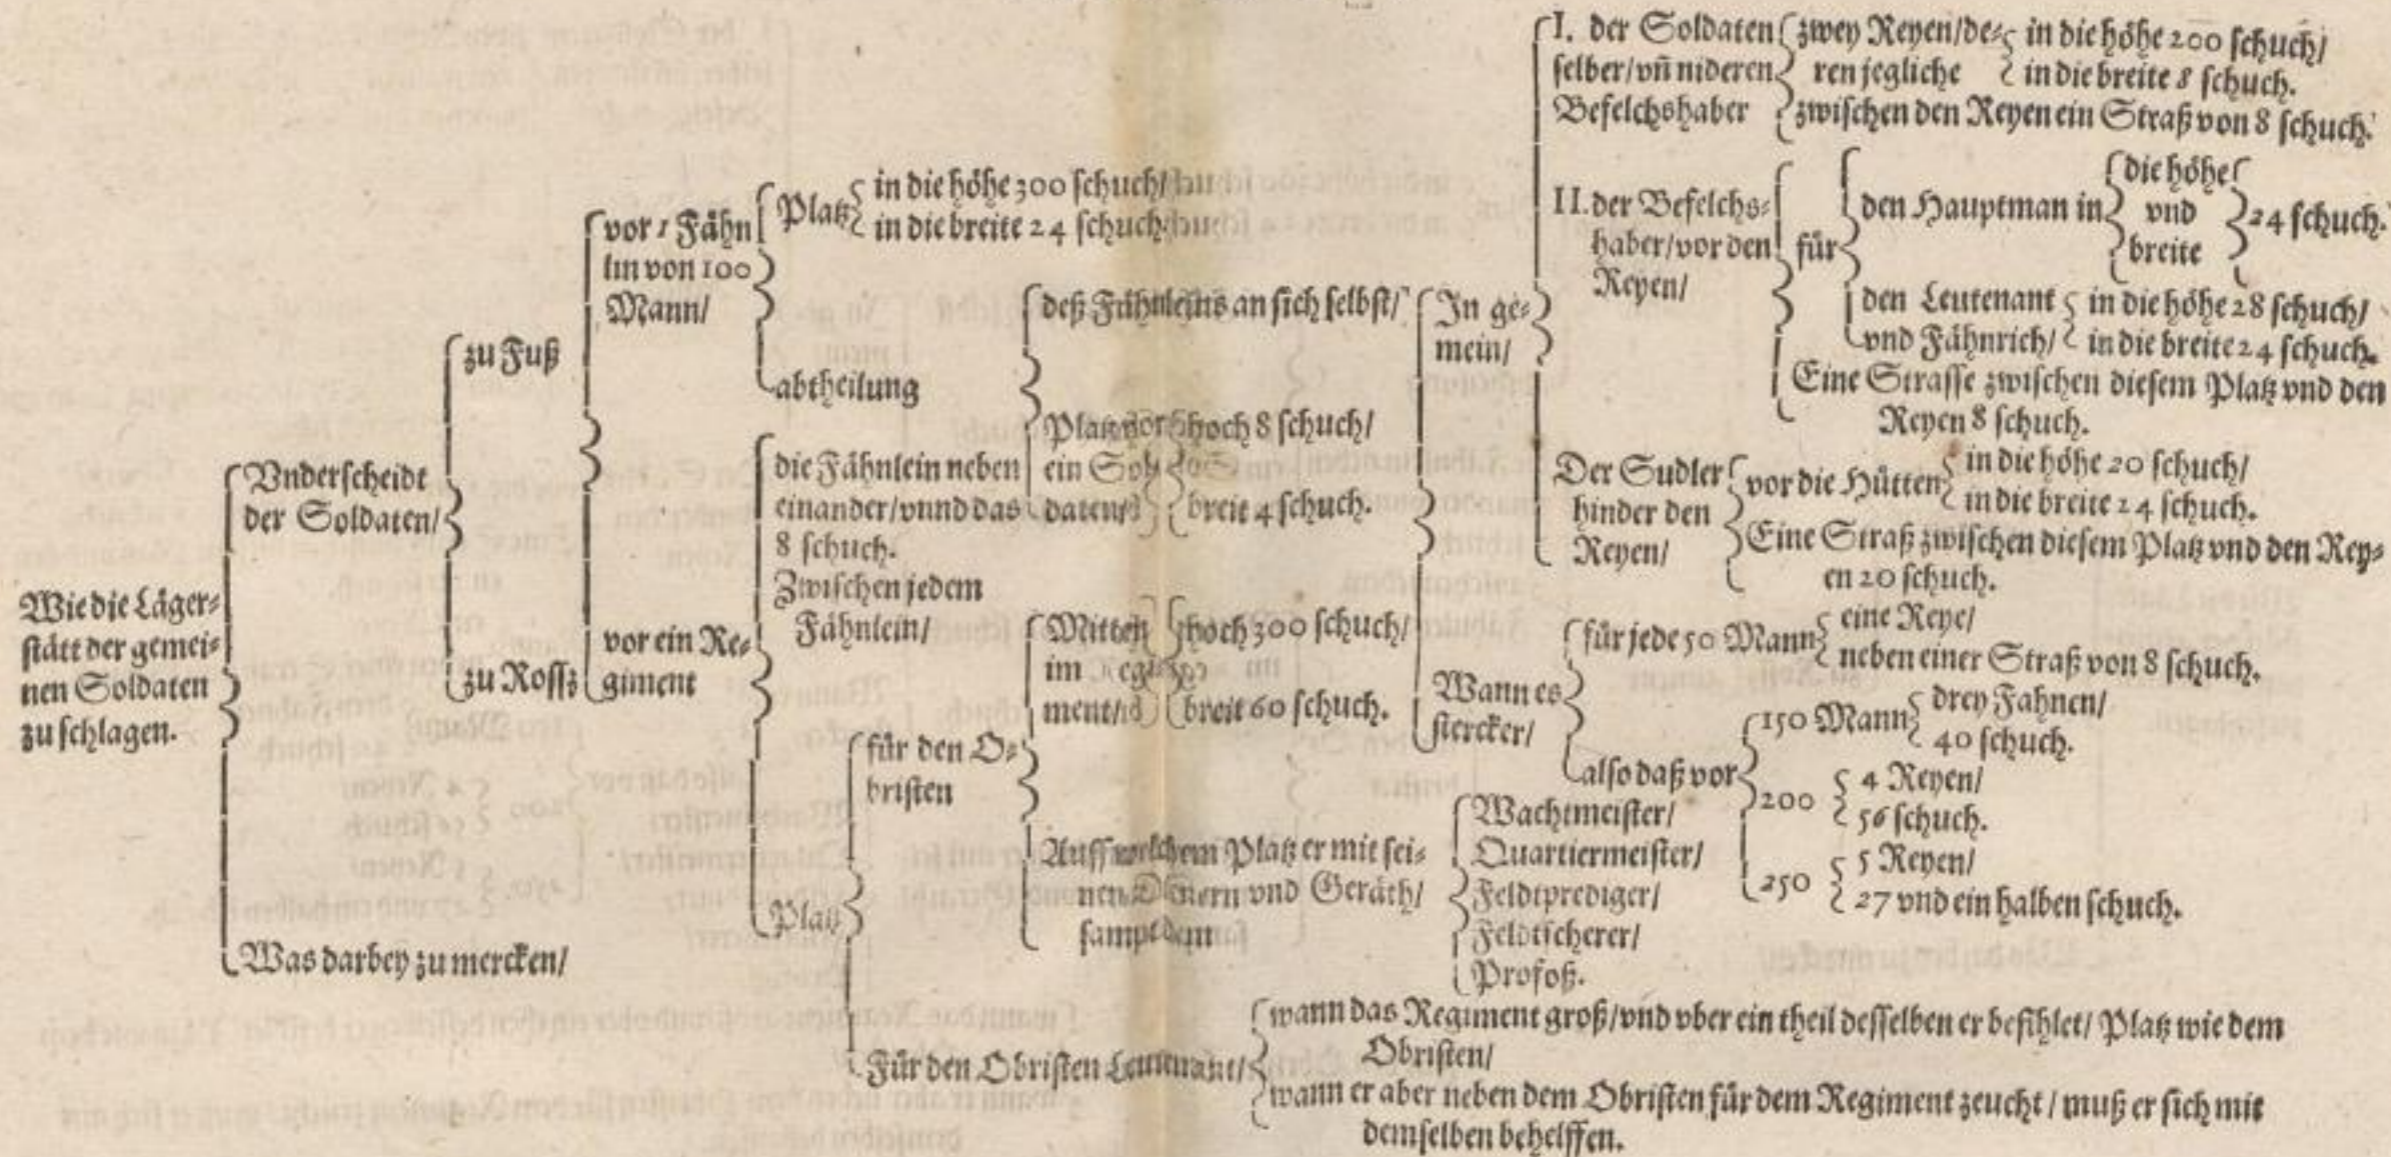 Wie die Läger⸗
stätt der gemei⸗
nen Soldaten
zu schlagen.
Vnderscheidt
der Soldaten/
zu Fuß
vor 1 Fähn
lin von 100
Mann/
Platz
in die höhe 300 schuch/
in die breite 24 schuch/
abtheilung
deß Fähnleins an sich selbst/
In ge⸗
mein/
I. der Soldaten
selber/vñ nideren
Befelchshaber
zwey Reyen/de⸗
ren jegliche
in die höhe 200 schuch/
in die breite 8 schuch.
zwischen den Reyen ein Straß von 8 schuch.
II. der Befelchs⸗
haber/vor den
Reyen/
für
den Hauptman in
die höhe
vnd
breite
24 schuch.
den Leutenant
vnd Fähnrich/
in die höhe 28 schuch/
in die breite 24 schuch.
Eine Strasse zwischen diesem Platz vnd den
Reyen 8 schuch.
Der Sudler
hinder den
Reyen/
vor die Hütten
in die höhe 20 schuch/
in die breite 24 schuch.
Eine Straß zwischen diesem Platz vnd den Rey⸗
en 20 schuch.
Wann es
stercker/
für jede 50 Mann
eine Reye/
neben einer Straß von 8 schuch.
also daß vor
150 Mann
drey Fahnen/
40 schuch.
200
4 Reyen/
56 schuch.
250
5 Reyen/
27 vnd ein halben schuch.
Platz vor
ein Sol
daten/
hoch 8 schuch/
breit 4 schuch.
vor ein Re⸗
giment
die Fähnlein neben
einander/vnnd das
8 schuch.
Zwischen jedem
Fähnlein/
Platz
für den O⸗
bristen
Mitten
im Regi
ment/
hoch 300 schuch/
breit 60 schuch.
Auff welchem Platz er mit sei⸗
nen Dienern vnd Geräth/
sampt dem
Wachtmeister/
Quartiermeister/
Feldtprediger/
Feldtscherer/
Profoß.
Für den Obristen Leutenant/
wann das Regiment groß/vnd vber ein theil desselben er befihlet/ Platz wie dem
Obristen/
wann er aber neben dem Obristen für dem Regiment zeucht / muß er sich mit
demselben behelffen.
zu Rossz
Was darbey zu mercken/